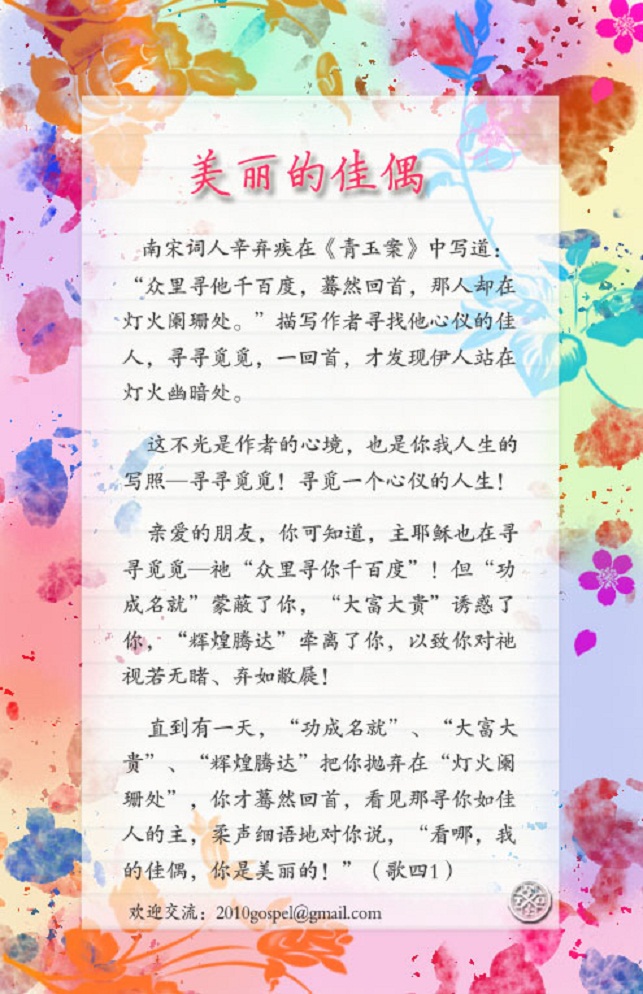 美丽的佳偶
南宋词人辛弃疾在《青玉案》中写道：
“众里寻他千百度，蓦然回首，那人却在
灯火阑珊处。”描写作者寻找他心仪的佳
人，寻寻觅觅，一回首，才发现伊人站在
灯火幽暗处。
这不光是作者的心境，也是你我人生的
写照—寻寻觅觅！寻觅一个心仪的人生！
亲爱的朋友，你可知道，主耶稣也在寻
寻觅觅—祂“众里寻你千百度”！但“功
成名就”蒙蔽了你，“大富大贵”诱惑了
你，“辉煌腾达”牵离了你，以致你对祂
视若无睹、弃如敝屣！
直到有一天，“功成名就”、“大富大
贵”、“辉煌腾达”把你抛弃在“灯火阑
珊处”，你才蓦然回首，看见那寻你如佳
人的主，柔声细语地对你说，“看哪，我
的佳偶，你是美丽的！”（歌四1）
欢迎交流：2010gospel@gmail.com